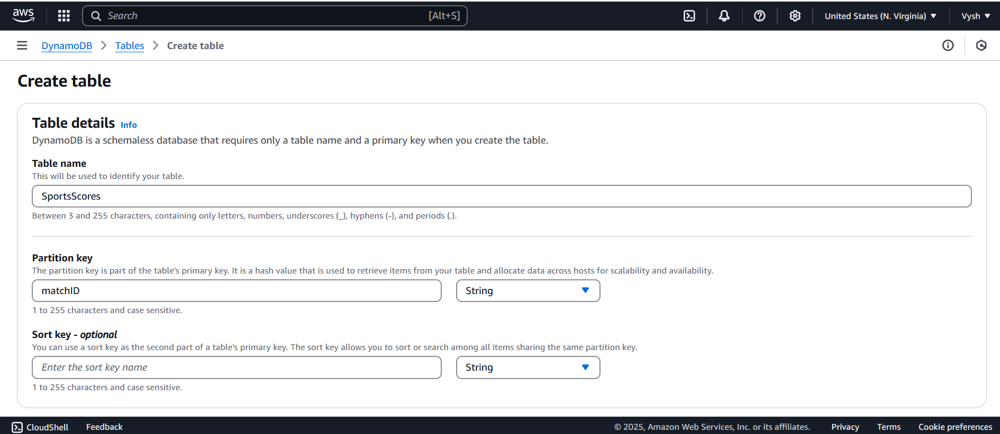 aws
Search [Alt+S]
United States (N. Virginia)
Vysh
DynamoDB
Tables
Create table
Create table
Table details Info
DynamoDB is a schemaless database that requires only a table name and a primary key when you create the table.
Table name
This will be used to identify your table.
SportsScores
Between 3 and 255 characters, containing only letters, numbers, underscores (_), hyphens (-), and periods (.).
Partition key
The partition key is part of the table's primary key. It is a hash value that is used to retrieve items from your table and allocate data across hosts for scalability and availability.
matchID
String
1 to 255 characters and case sensitive.
Sort key - optional
You can use a sort key as the second part of a table's primary key. The sort key allows you to sort or search among all items sharing the same partition key.
Enter the sort key name
String
1 to 255 characters and case sensitive.
CloudShell
Feedback
© 2025, Amazon Web Services, Inc. or its affiliates.
Privacy
Terms
Cookie preferences